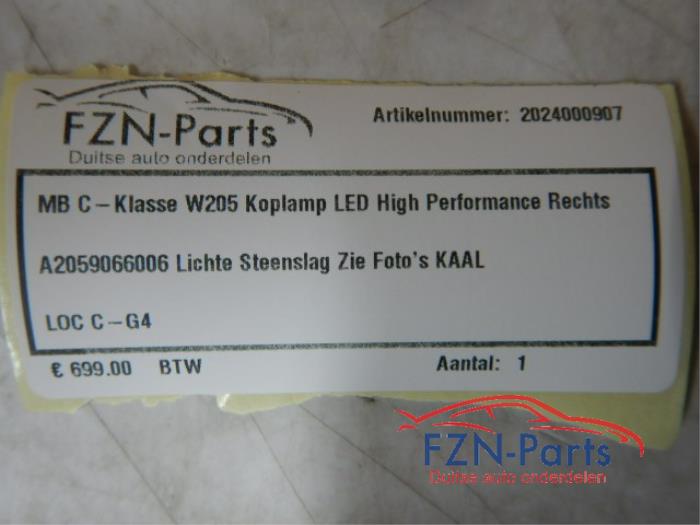 FZN-Parts
Duitse auto onderdelen
Artikelnummer: 2024000907
MB C-Klasse W205 Koplamp LED High Performance Rechts
A2059066006 Lichte Steenslag Zie Foto's KAAL
LOC C-G4
€ 699.00 BTW
Aantal: 1
FZN-Parts
Duitse auto onderdelen